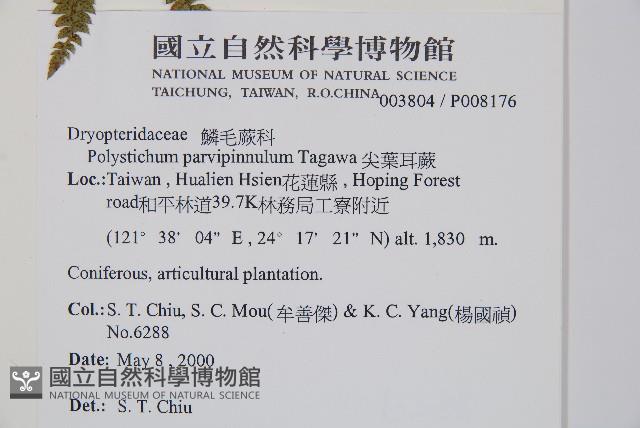 國立自然科學博物館
NATIONAL MUSEUM OF NATURAL SCIENCE
TAICHUNG, TAIWAN, R.O.CHINA 003804 / P008176
Dryopteridaceae 鱗毛蕨科
Polystichum parvipinnulum Tagawa 尖葉耳蕨
Loc.:Taiwan , Hualien Hsien花蓮縣 , Hoping Forest
road和平林道39.7K林務局工寮附近
(121° 38' 04" E , 24° 17' 21" N) alt. 1,830 m.
Coniferous, articultural plantation.
Col.: S. T. Chiu, S. C. Mou(牟善傑) & K. C. Yang(楊國禎)
No.6288
Date: May 8 , 2000
國立自然科學博物館
NATIONAL MUSEUM OF NATURAL SCIENCE
Det.: S. T. Chiu